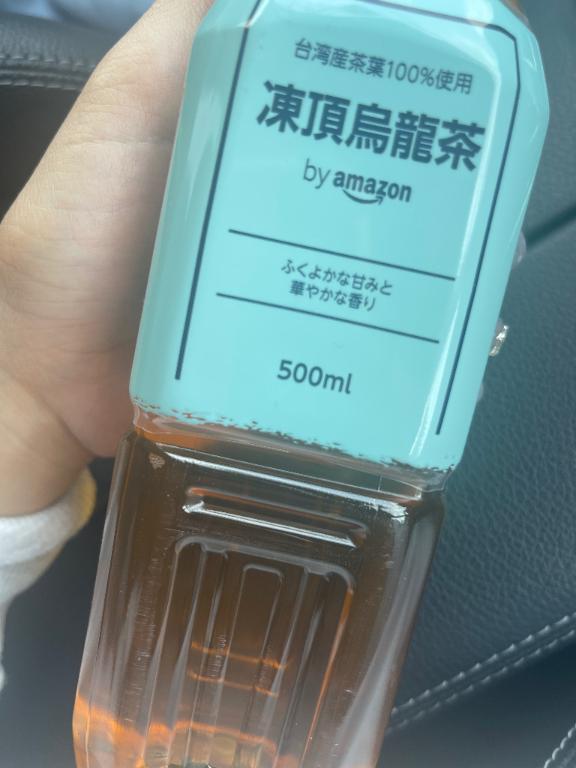 台湾産茶葉100%使用
凍頂烏龍茶
by amazon
ふくよかな甘みと
華やかな香り
500ml